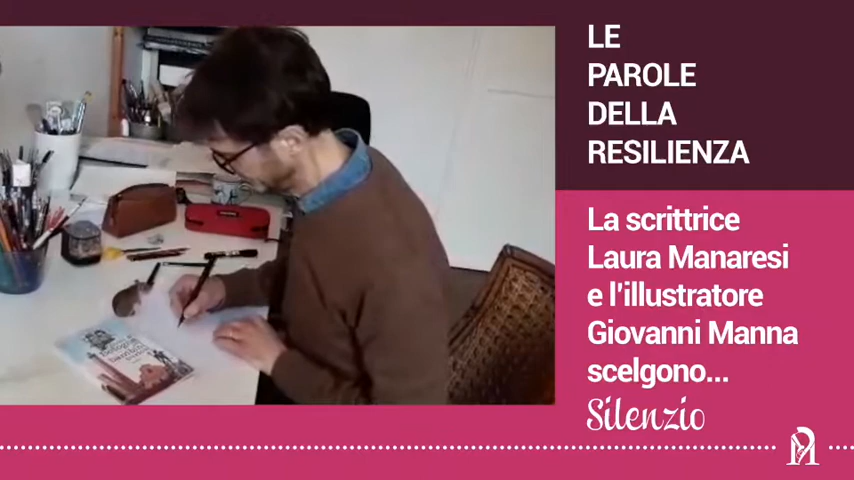 LE
PAROLE
DELLA
RESILIENZA
La scrittrice
Laura Manaresi
e l'illustratore
Giovanni Manna
scelgono...
Silenzio